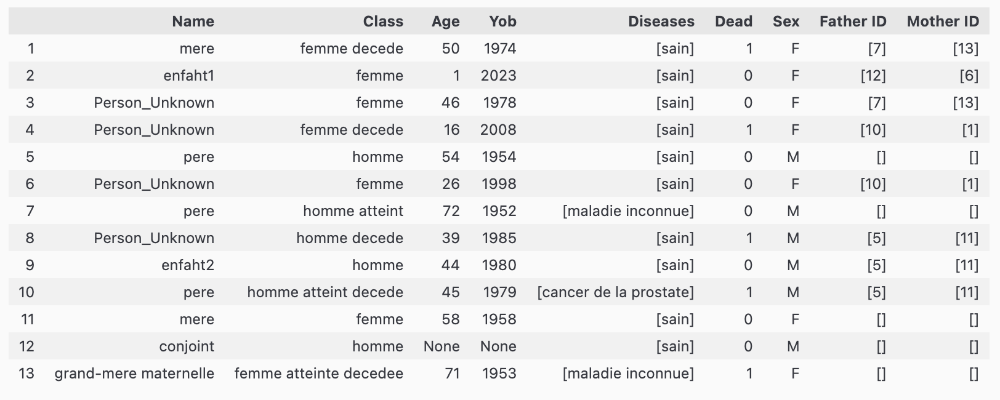 Name Class Age Yob Diseases Dead Sex Father ID Mother ID
1 mere femme decede 50 1974 [sain] 1 F [7] [13]
2 enfaht1 femme 1 2023 [sain] 0 F [12] [6]
3 Person_Unknown femme 46 1978 [sain] 0 F [7] [13]
4 Person_Unknown femme decede 16 2008 [sain] 1 F [10] [1]
5 pere homme 54 1954 [sain] 0 M [] []
6 Person_Unknown femme 26 1998 [sain] 0 F [10] [1]
7 pere homme atteint 72 1952 [maladie inconnue] 0 M [] []
8 Person_Unknown homme decede 39 1985 [sain] 1 M [5] [11]
9 enfaht2 homme 44 1980 [sain] 0 M [5] [11]
10 pere homme atteint decede 45 1979 [cancer de la prostate] 1 M [5] [11]
11 mere femme 58 1958 [sain] 0 F [] []
12 conjoint homme None None [sain] 0 M [] []
13 grand-mere maternelle femme atteinte decedee 71 1953 [maladie inconnue] 1 F [] []